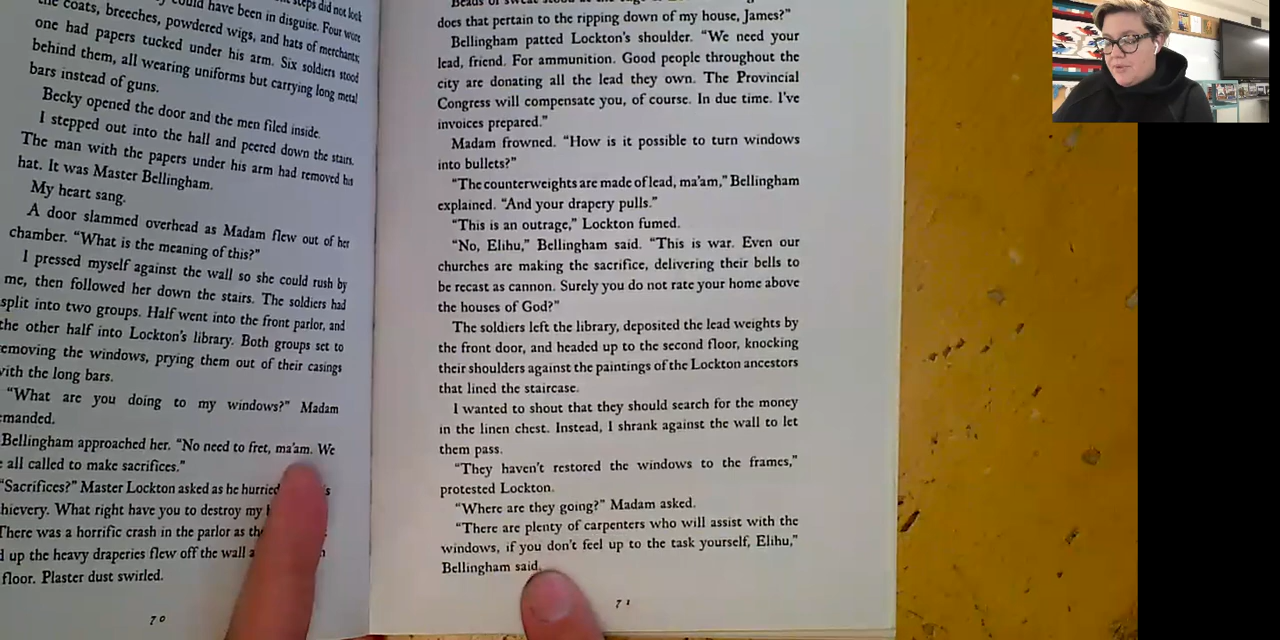 steps did not lock
could have been in disguise. Four wore
coats, breeches, powdered wigs, and hats of merchants;
one had papers tucked under his arm. Six soldiers stood
behind them, all wearing uniforms but carrying long metal
bars instead of guns.
Becky opened the door and the men filed inside.
I stepped out into the hall and peered down the stairs.
The man with the papers under his arm had removed his
hat. It was Master Bellingham.
My heart sang.
A door slammed overhead as Madam flew out of her
chamber. “What is the meaning of this?”
I pressed myself against the wall so she could rush by
me, then followed her down the stairs. The soldiers had
split into two groups. Half went into the front parlor, and
the other half into Lockton’s library. Both groups set to
emoving the windows, prying them out of their casings
with the long bars.
“What are you doing to my windows?” Madam
emanded.
Bellingham approached her. “No need to fret, ma’am. We
all called to make sacrifices.”
“Sacrifices?” Master Lockton asked as he hurried
hievery. What right have you to destroy my
There was a horrific crash in the parlor as
up the heavy draperies flew off the wall
floor. Plaster dust swirled.
70
does that pertain to the ripping down of my house, James?”
Bellingham patted Lockton’s shoulder. “We need your
lead, friend. For ammunition. Good people throughout the
city are donating all the lead they own. The Provincial
Congress will compensate you, of course. In due time. I’ve
invoices prepared.”
Madam frowned. “How is it possible to turn windows
into bullets?”
“The counterweights are made of lead, ma’am,” Bellingham
explained. “And your drapery pulls.”
“This is an outrage,” Lockton fumed.
“No, Elihu,” Bellingham said. “This is war. Even our
churches are making the sacrifice, delivering their bells to
be recast as cannon. Surely you do not rate your home above
the houses of God?”
The soldiers left the library, deposited the lead weights by
the front door, and headed up to the second floor, knocking
their shoulders against the paintings of the Lockton ancestors
that lined the staircase.
I wanted to shout that they should search for the money
in the linen chest. Instead, I shrank against the wall to let
them pass.
“They haven’t restored the windows to the frames,”
protested Lockton.
“Where are they going?” Madam asked.
“There are plenty of carpenters who will assist with the
windows, if you don’t feel up to the task yourself, Elihu,”
Bellingham said.
71